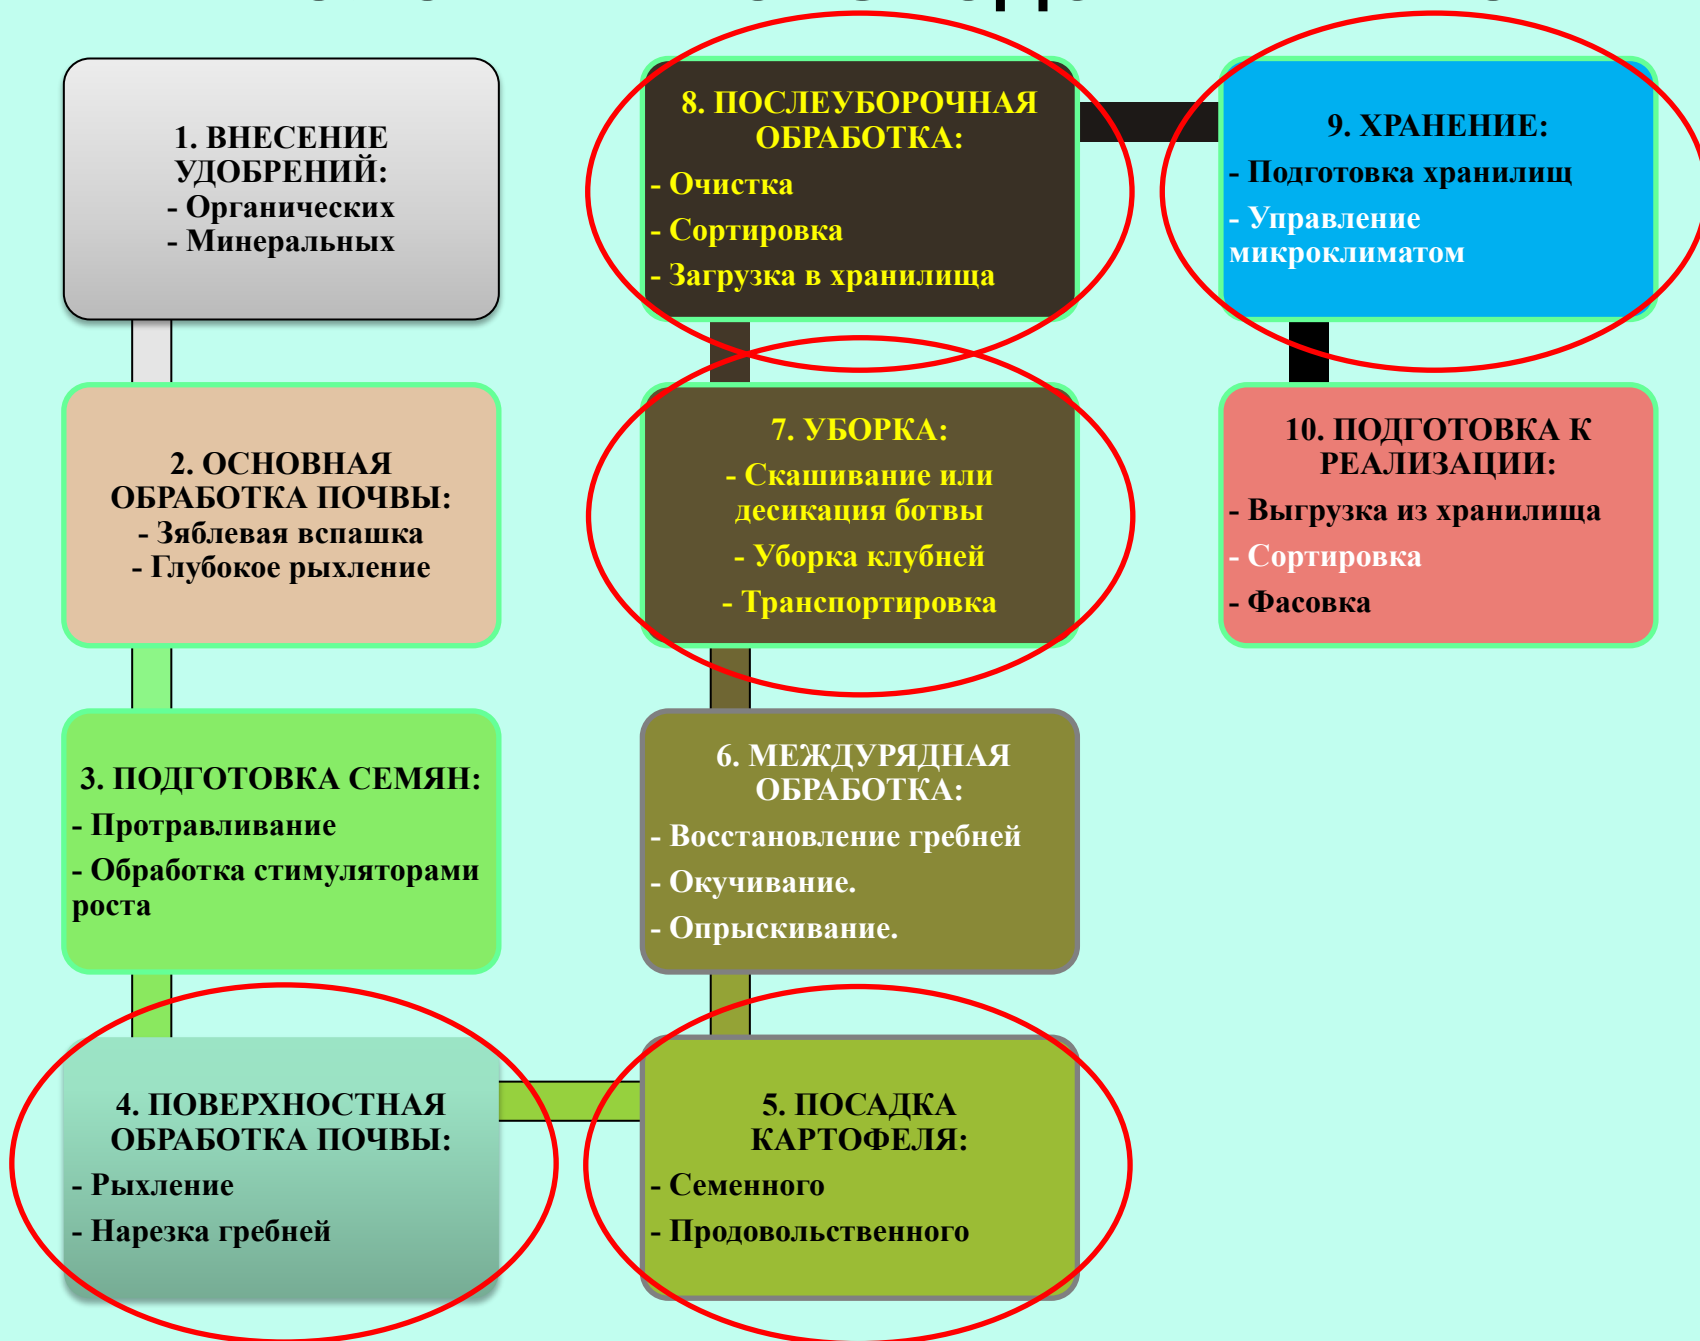 1. ВНЕСЕНИЕ
УДОБРЕНИЙ:
- Органических
- Минеральных
2. ОСНОВНАЯ
ОБРАБОТКА ПОЧВЫ:
- Зяблевая вспашка
- Глубокое рыхление
3. ПОДГОТОВКА СЕМЯН:
- Протравливание
- Обработка стимуляторами
роста
4. ПОВЕРХНОСТНАЯ
ОБРАБОТКА ПОЧВЫ:
- Рыхление
- Нарезка гребней
5. ПОСАДКА
КАРТОФЕЛЯ:
- Семенного
- Продовольственного
6. МЕЖДУРЯДНАЯ
ОБРАБОТКА:
- Восстановление гребней
- Окучивание.
- Опрыскивание.
7. УБОРКА:
- Скашивание или
десикация ботвы
- Уборка клубней
- Транспортировка
8. ПОСЛЕУБОРОЧНАЯ
ОБРАБОТКА:
- Очистка
- Сортировка
- Загрузка в хранилища
9. ХРАНЕНИЕ:
- Подготовка хранилищ
- Управление
микроклиматом
10. ПОДГОТОВКА К
РЕАЛИЗАЦИИ:
- Выгрузка из хранилища
- Сортировка
- Фасовка